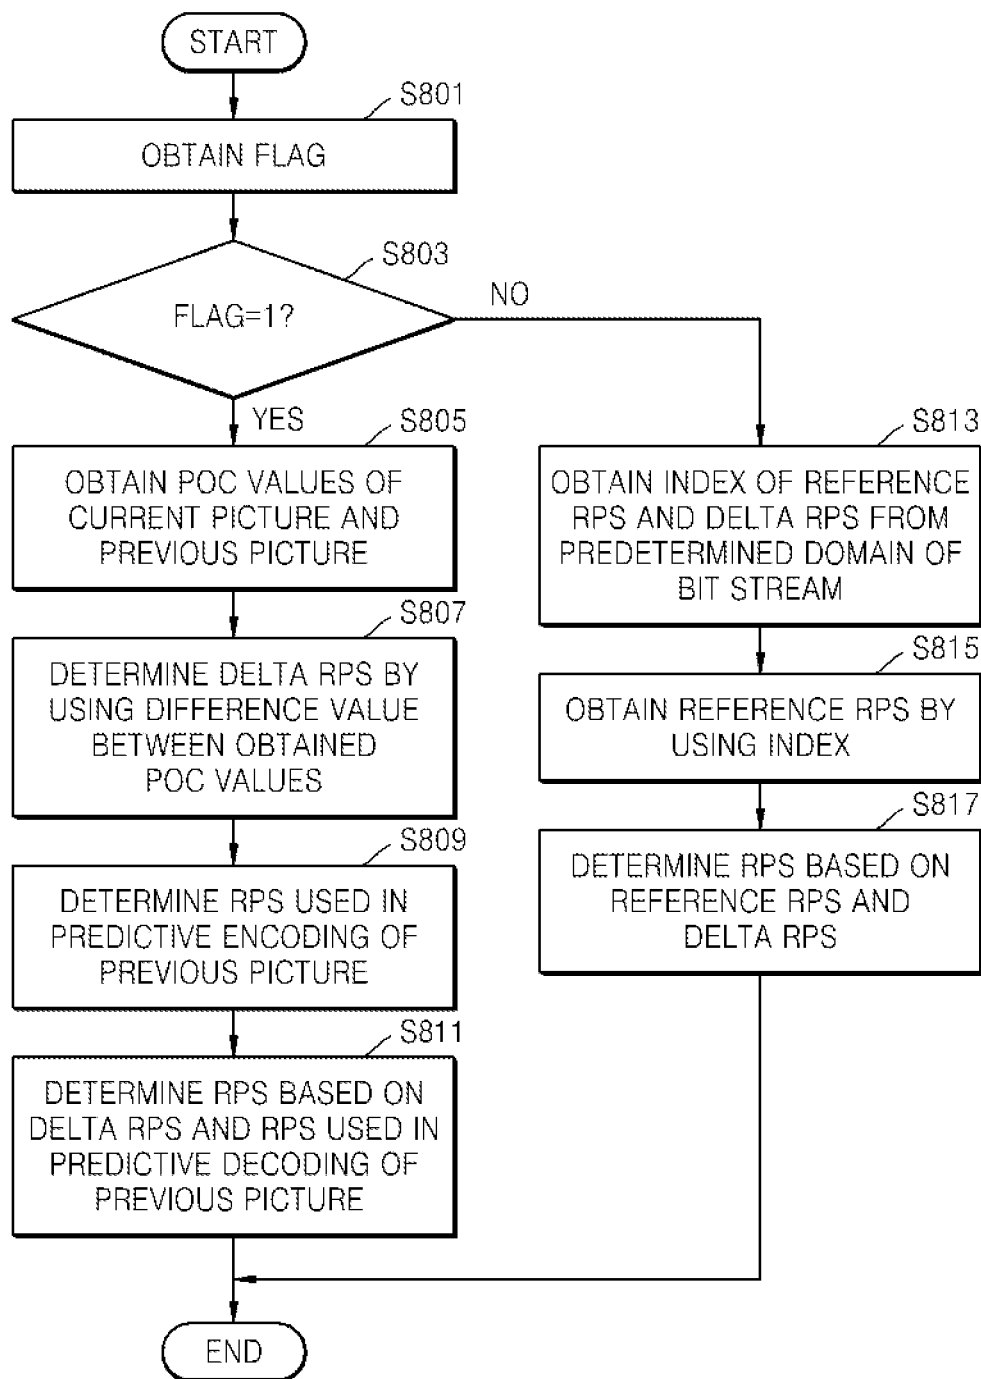 START
S801
OBTAIN FLAG
S803
FLAG=1?
NO
YES
S805
OBTAIN POC VALUES OF
CURRENT PICTURE AND
PREVIOUS PICTURE
S807
DETERMINE DELTA RPS BY
USING DIFFERENCE VALUE
BETWEEN OBTAINED
POC VALUES
S809
DETERMINE RPS USED IN
PREDICTIVE ENCODING OF
PREVIOUS PICTURE
S811
DETERMINE RPS BASED ON
DELTA RPS AND RPS USED IN
PREDICTIVE DECODING OF
PREVIOUS PICTURE
S813
OBTAIN INDEX OF REFERENCE
RPS AND DELTA RPS FROM
PREDETERMINED DOMAIN OF
BIT STREAM
S815
OBTAIN REFERENCE RPS BY
USING INDEX
S817
DETERMINE RPS BASED ON
REFERENCE RPS AND
DELTA RPS
END